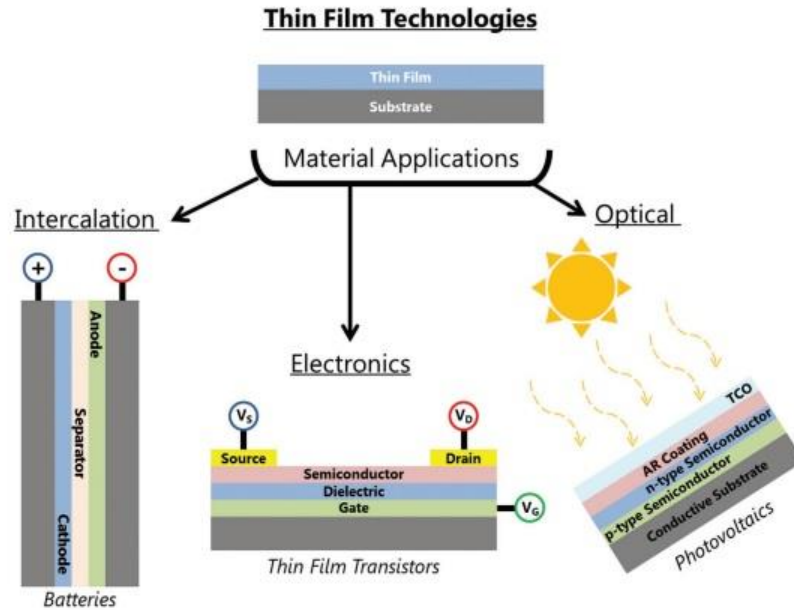 Thin Film Technologies
Thin Film
Substrate
Material Applications
Intercalation
+
-
Cathode
Separator
Anode
Batteries
Electronics
VS
VD
Source
Drain
Semiconductor
Dielectric
Gate
VG
Thin Film Transistors
Optical
TCO
AR Coating
n-type Semiconductor
p-type Semiconductor
Conductive Substrate
Photovoltaics